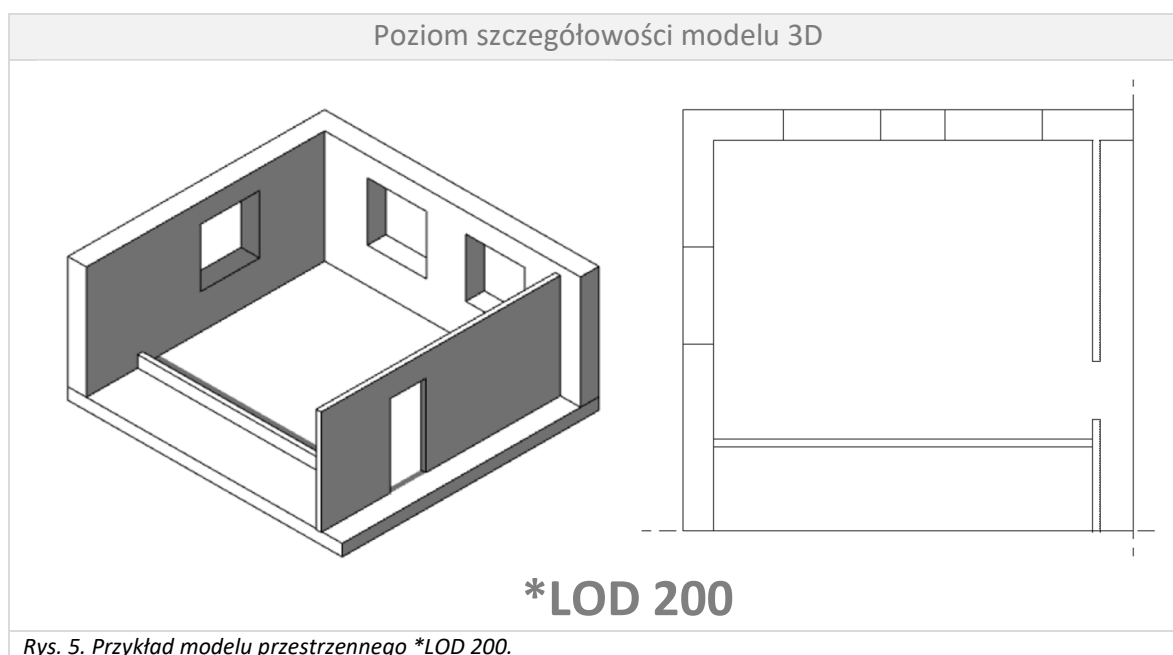 Poziom szczegółowości modelu 3D
*LOD 200
Rys. 5. Przykład modelu przestrzennego *LOD 200.